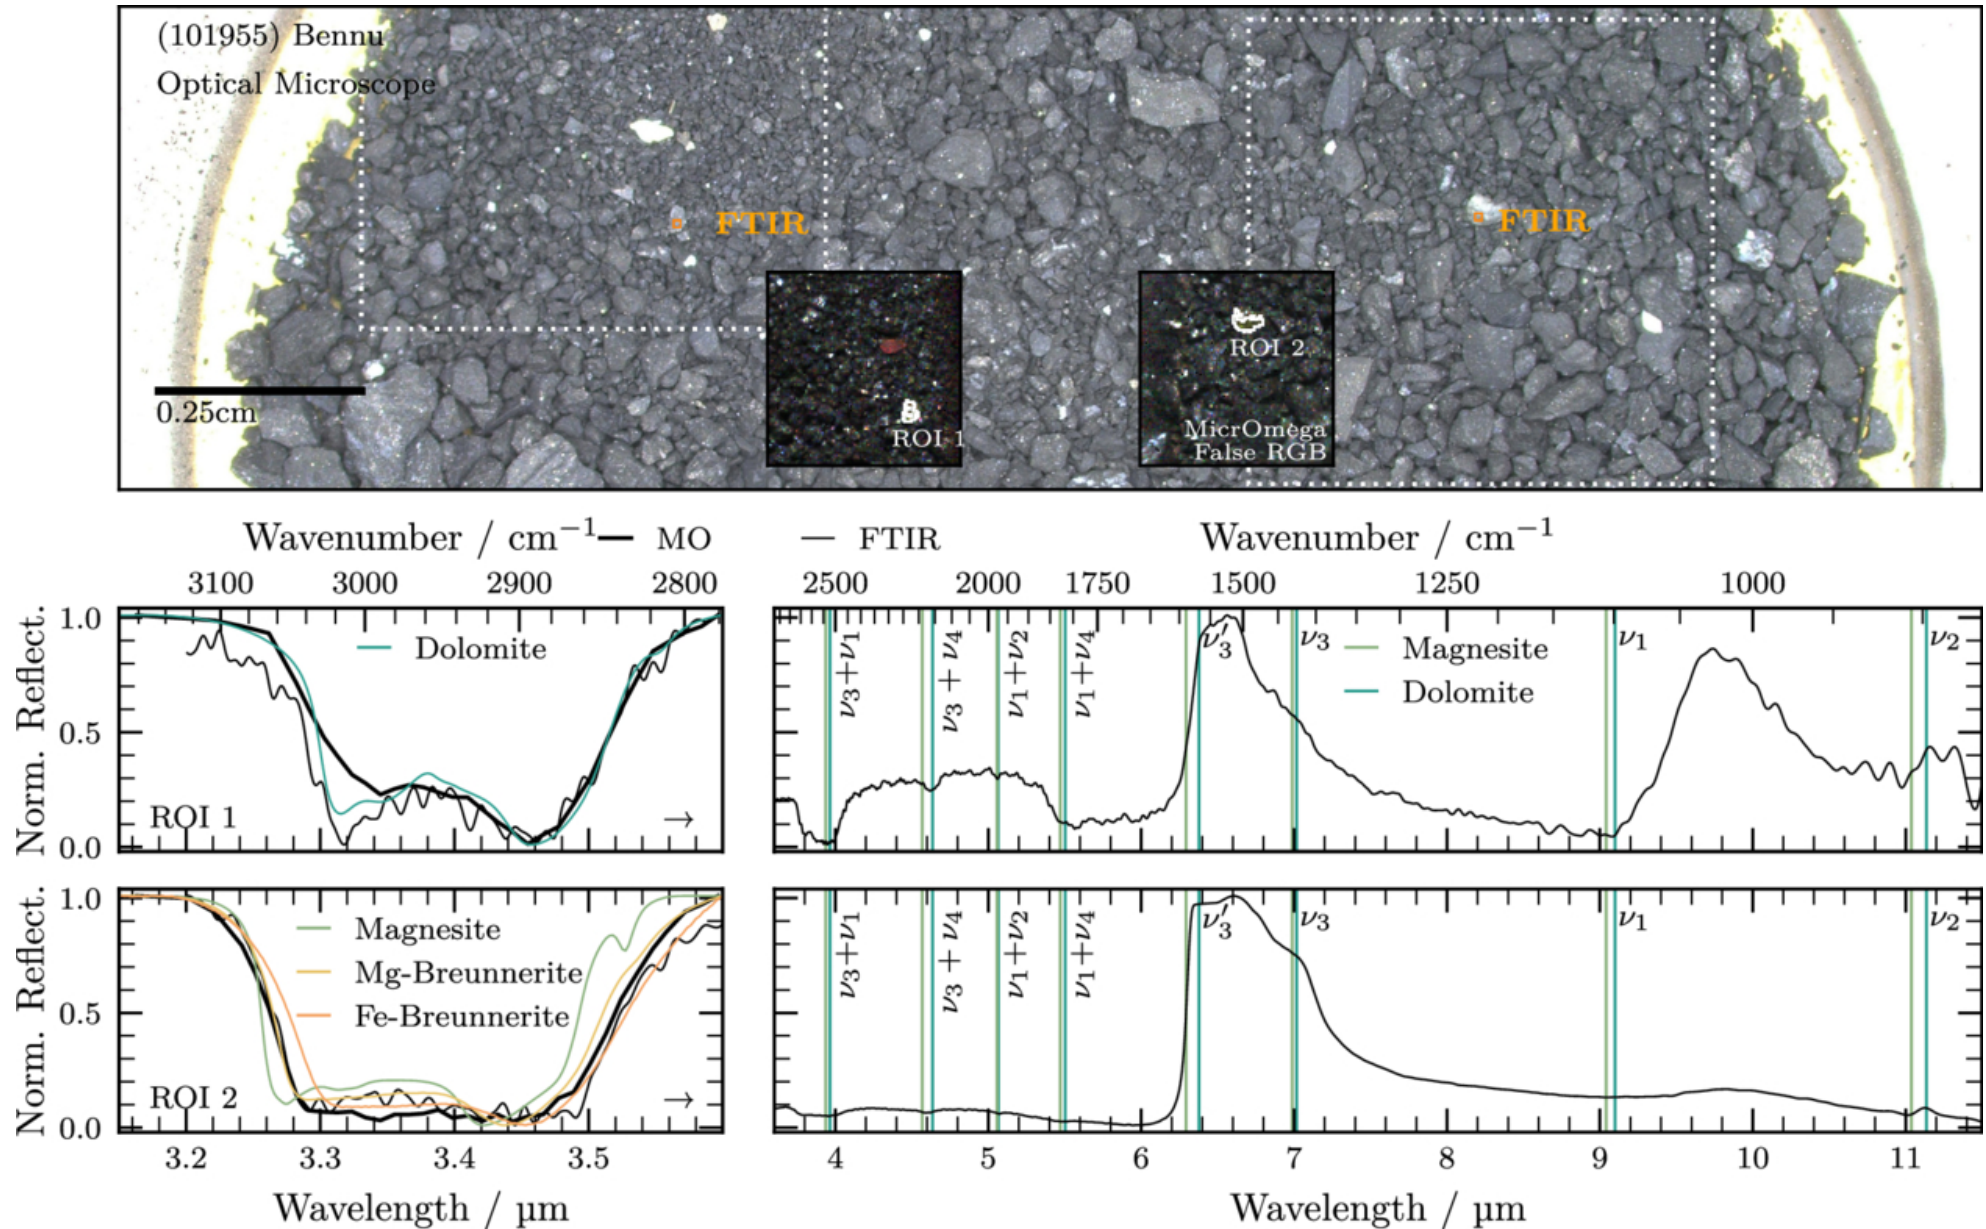 (101955) Bennu
Optical Microscope
FTIR
FTIR
ROI 1
ROI 2
MicrOmega
False RGB
0.25cm
Wavenumber / cm⁻¹
MO
FTIR
Wavenumber / cm⁻¹
3100 3000 2900 2800
2500 2000 1750 1500 1250 1000
Norm. Reflect.
1.0
0.5
0.0
Dolomite
ROI 1 →
ν₃+ν₁
ν₃ + ν₄
ν₁+ν₂
ν₁+ν₄
ν₃′
ν₃
Magnesite
Dolomite
ν₁
ν₂
Norm. Reflect.
1.0
0.5
0.0
Magnesite
Mg-Breunnerite
Fe-Breunnerite
ROI 2 →
ν₃+ν₁
ν₃ + ν₄
ν₁+ν₂
ν₁+ν₄
ν₃′
ν₃
ν₁
ν₂
3.2 3.3 3.4 3.5
4 5 6 7 8 9 10 11
Wavelength / µm
Wavelength / µm